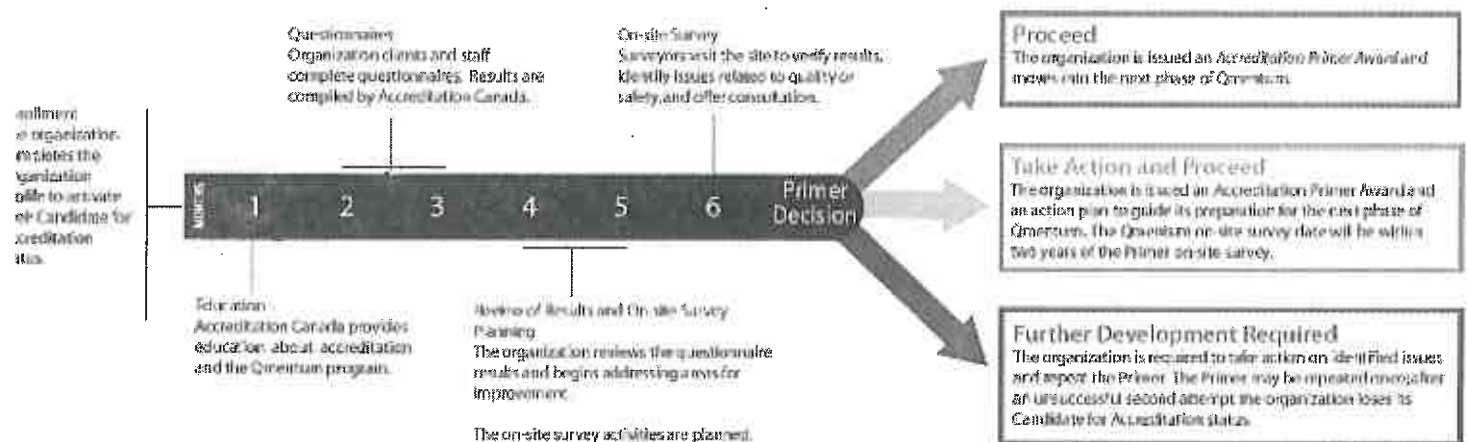 Questionnaires
Organization clients and staff
complete questionnaires. Results are
compiled by Accreditation Canada.
On-site Survey
Surveyors visit the site to verify results,
identify issues related to quality or
safety, and offer consultation.
ollment
organization
the
Candidate for
creditation
1
2
3
4
5
6
Primer
Decision
Education
Accreditation Canada provides
education about accreditation
and the Qmentum program.
Review of Results and On-site Survey
Planning
The organization reviews the questionnaire
results and begins addressing areas for
improvement.
The on-site survey activities are planned.
Proceed
The organization is issued an Accreditation Primer Award and
moves into the next phase of Qmentum.
Take Action and Proceed
The organization is issued an Accreditation Primer Award and
an action plan to guide its preparation for the next phase of
Qmentum. The Qmentum on-site survey date will be within
two years of the Primer on-site survey.
Further Development Required
The organization is required to take action on identified issues
and repeat the Primer. The Primer may be repeated once; after
an unsuccessful second attempt the organization loses its
Candidate for Accreditation status.